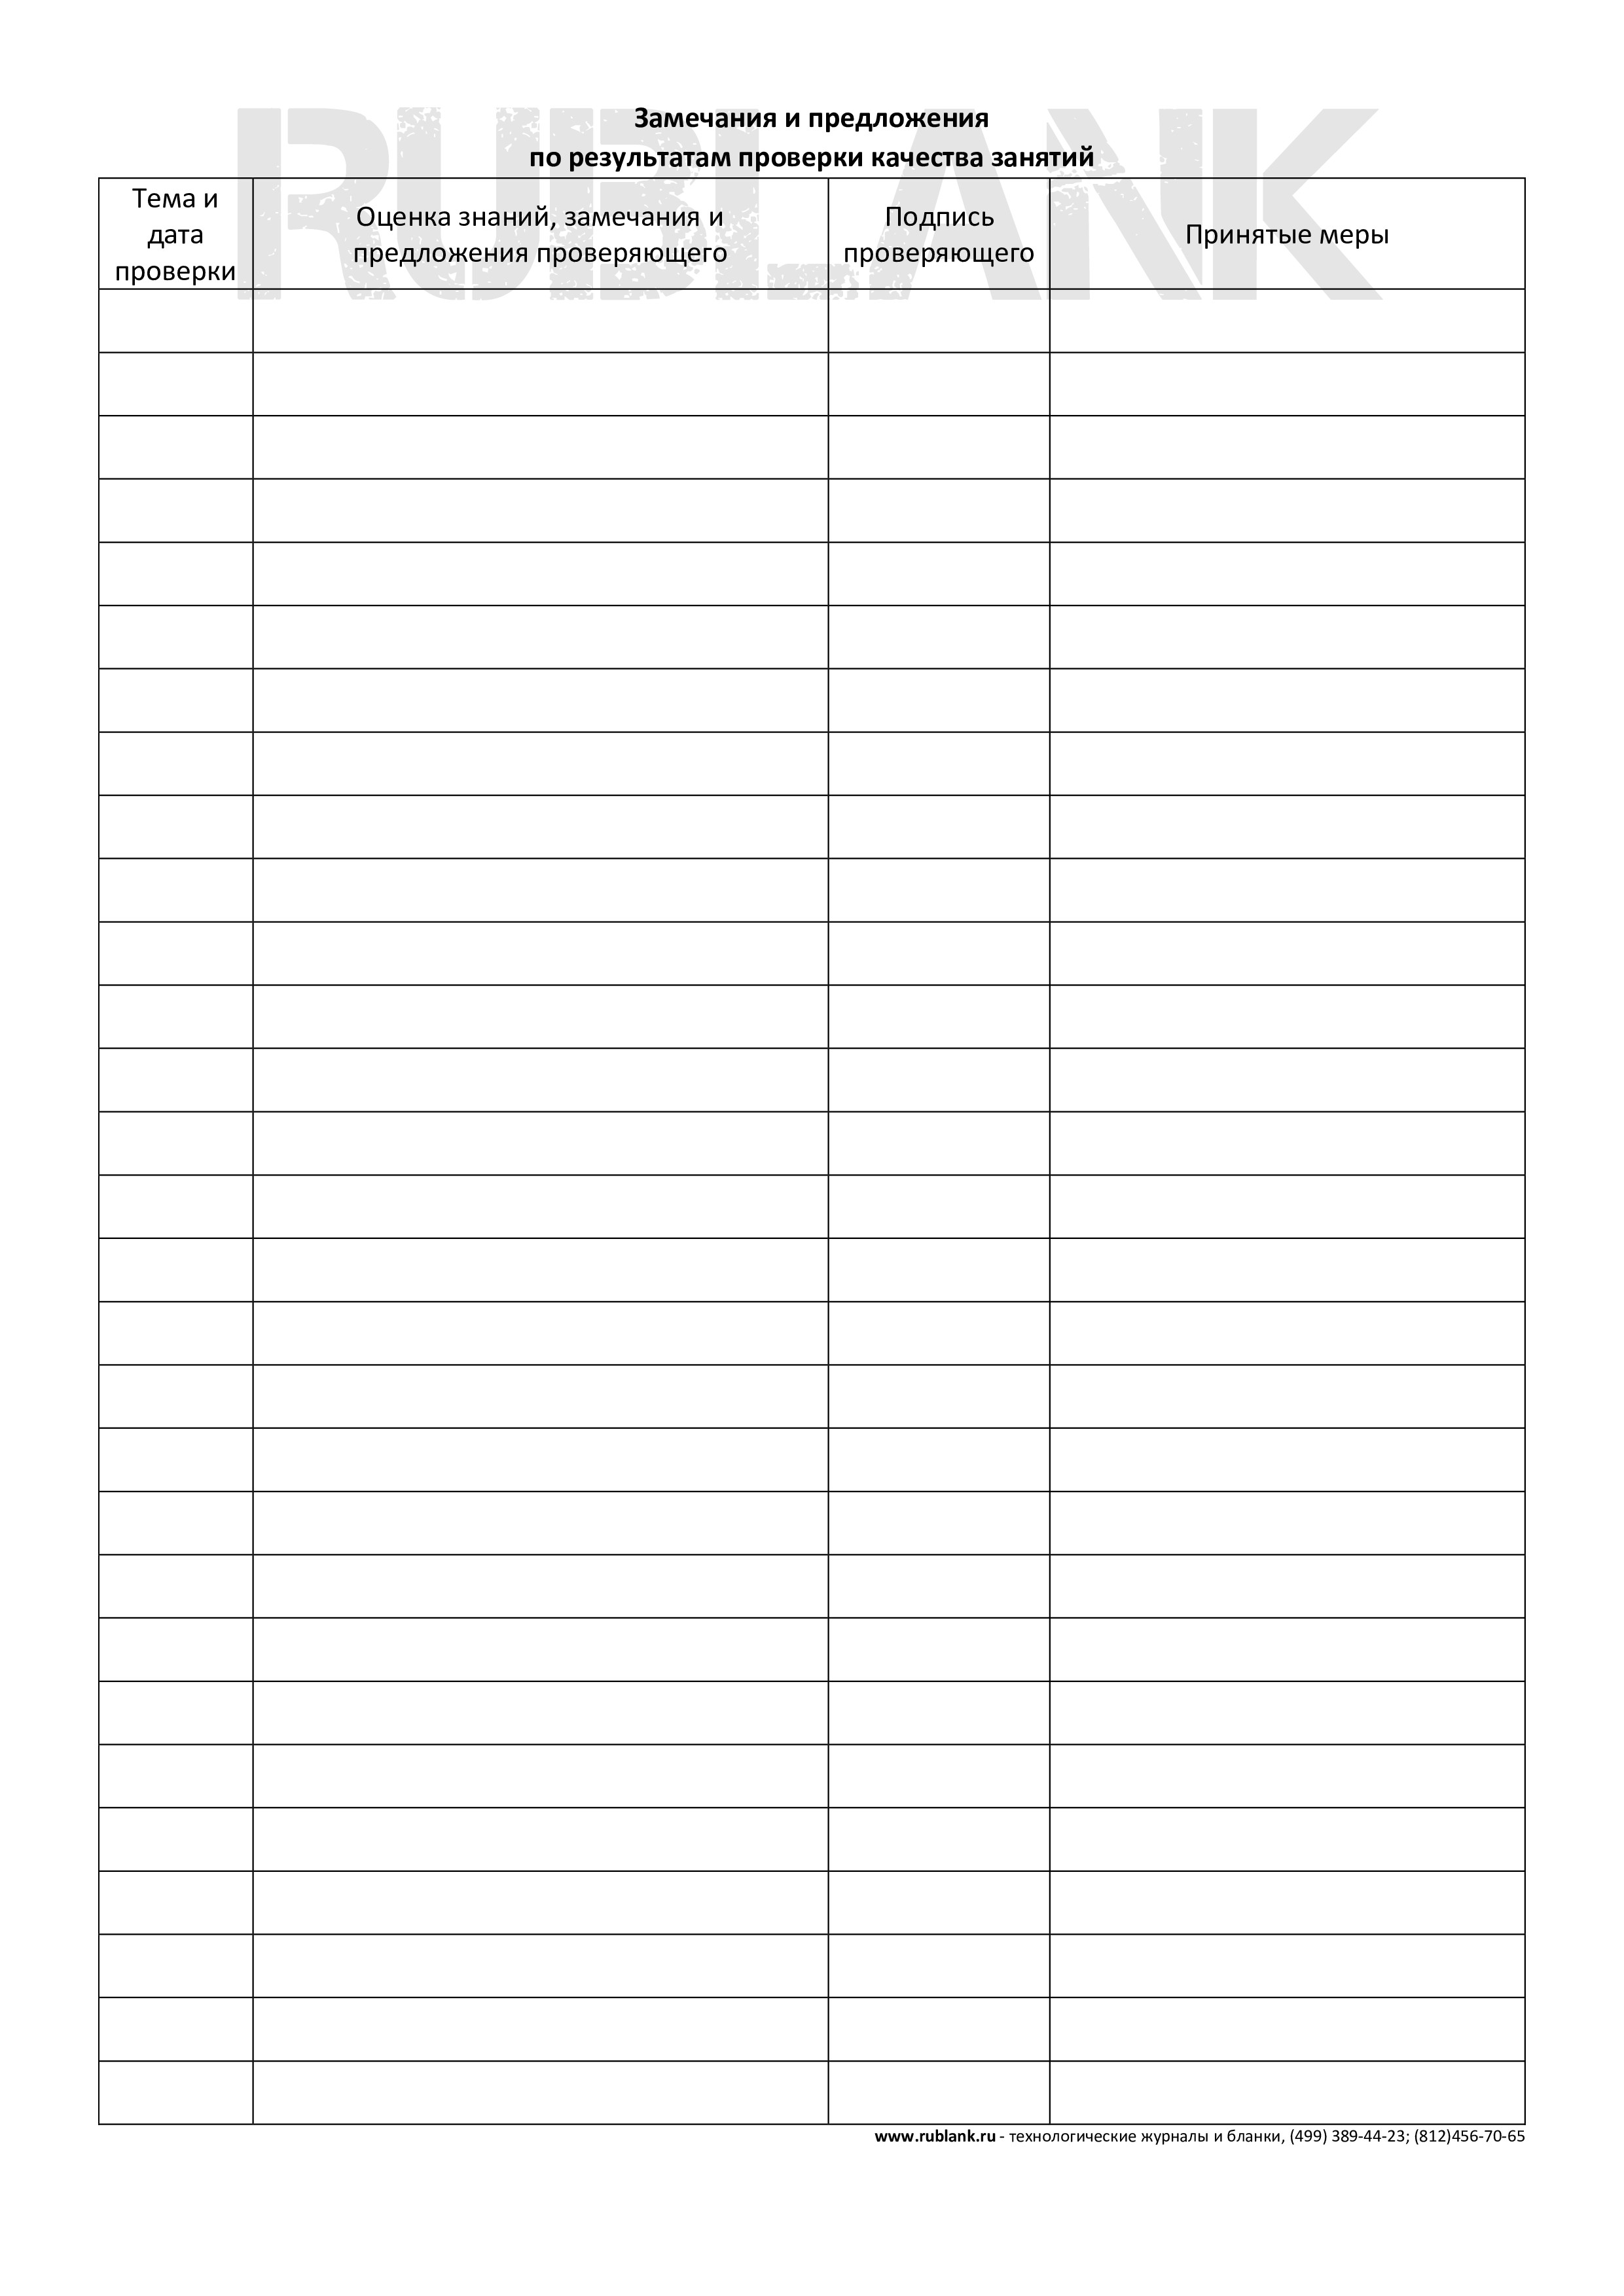 RUBLANK
Замечания и предложения
по результатам проверки качества занятий
Тема и
дата
проверки
Оценка знаний, замечания и
предложения проверяющего
Подпись
проверяющего
Принятые меры
www.rublank.ru - технологические журналы и бланки, (499) 389-44-23; (812)456-70-65